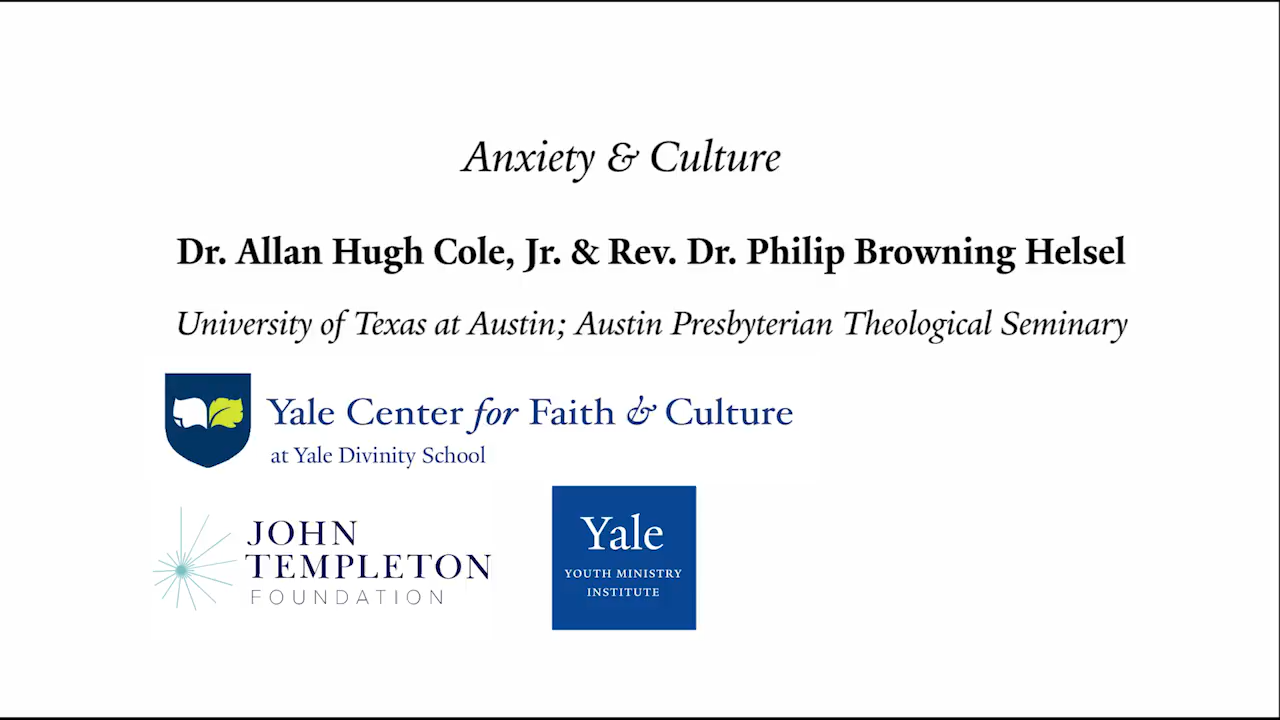 Anxiety & Culture
Dr. Allan Hugh Cole, Jr. & Rev. Dr. Philip Browning Helsel
University of Texas at Austin; Austin Presbyterian Theological Seminary
Yale Center for Faith & Culture
at Yale Divinity School
JOHN
TEMPLETON
FOUNDATION
Yale
YOUTH MINISTRY
INSTITUTE